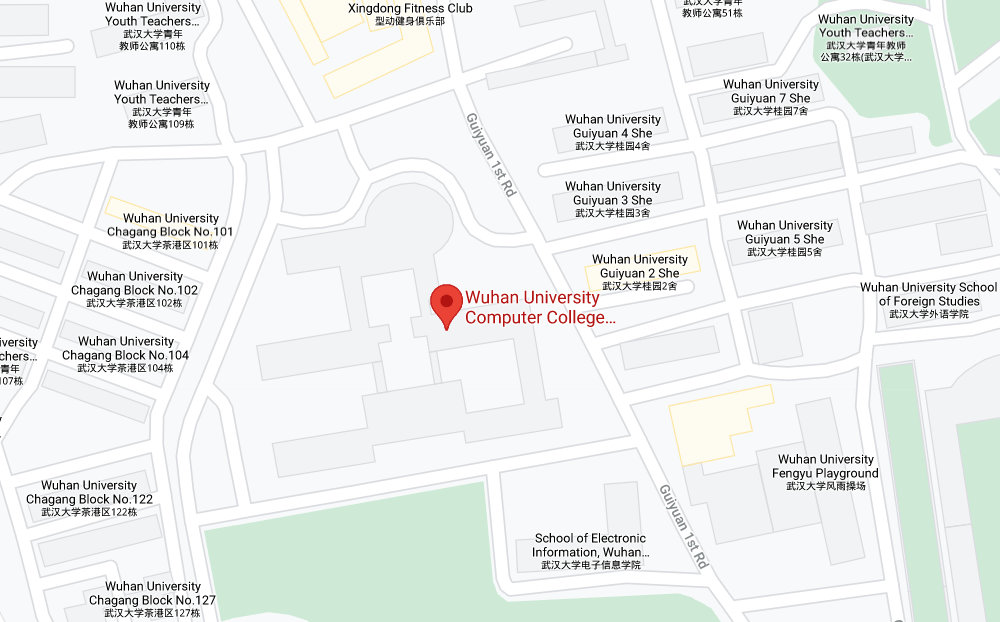 Wuhan University
Youth Teachers...
武汉大学青年
教师公寓110栋
Xingdong Fitness Club
型动健身俱乐部
武汉大学青年
教师公寓51栋
Wuhan University
Youth Teachers...
武汉大学青年教师
公寓32栋(武汉大学...
Wuhan University
Youth Teachers...
武汉大学青年
教师公寓109栋
Wuhan University
Guiyuan 7 She
武汉大学桂园7舍
Guiyuan 1st Rd
Wuhan University
Guiyuan 4 She
武汉大学桂园4舍
Wuhan University
Guiyuan 3 She
武汉大学桂园3舍
Wuhan University
Chagang Block No.101
武汉大学茶港区101栋
Wuhan University
Guiyuan 5 She
武汉大学桂园5舍
Wuhan University
Guiyuan 2 She
武汉大学桂园2舍
Wuhan University
Chagang Block No.102
武汉大学茶港区102栋
Wuhan University
Computer College...
Wuhan University School
of Foreign Studies
武汉大学外语学院
iversity
chers...
青年
107栋
Wuhan University
Chagang Block No.104
武汉大学茶港区104栋
Wuhan University
Fengyu Playground
武汉大学风雨操场
Wuhan University
Chagang Block No.122
武汉大学茶港区122栋
Guiyuan 1st Rd
School of Electronic
Information, Wuhan...
武汉大学电子信息学院
Wuhan University
Chagang Block No.127
武汉大学茶港区127栋